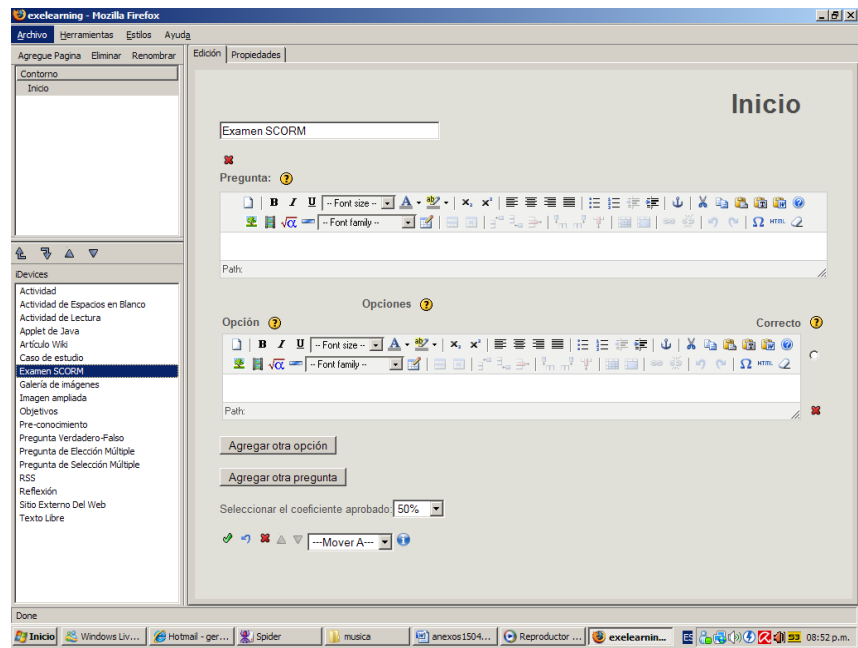 exelearning - Mozilla Firefox
Archivo Herramientas Estilos Ayuda
Agregue Pagina Eliminar Renombrar
Edición Propiedades
Contorno
Inicio
Inicio
Examen SCORM
Pregunta:
B I U -- Font size --
-- Font family -- HTML
Path:
Opciones
Opción Correcto
B I U -- Font size --
-- Font family -- HTML
Path:
Agregar otra opción
Agregar otra pregunta
Seleccionar el coeficiente aprobado: 50%
---Mover A---
iDevices
Actividad
Actividad de Espacios en Blanco
Actividad de Lectura
Applet de Java
Artículo Wiki
Caso de estudio
Examen SCORM
Galería de imágenes
Imagen ampliada
Objetivos
Pre-conocimiento
Pregunta Verdadero-Falso
Pregunta de Elección Múltiple
Pregunta de Selección Múltiple
RSS
Reflexión
Sitio Externo Del Web
Texto Libre
Done
Inicio Windows Liv... Hotmail - ger... Spider musica anexos1504... Reproductor ... exelearnin... ES 53 08:52 p.m.